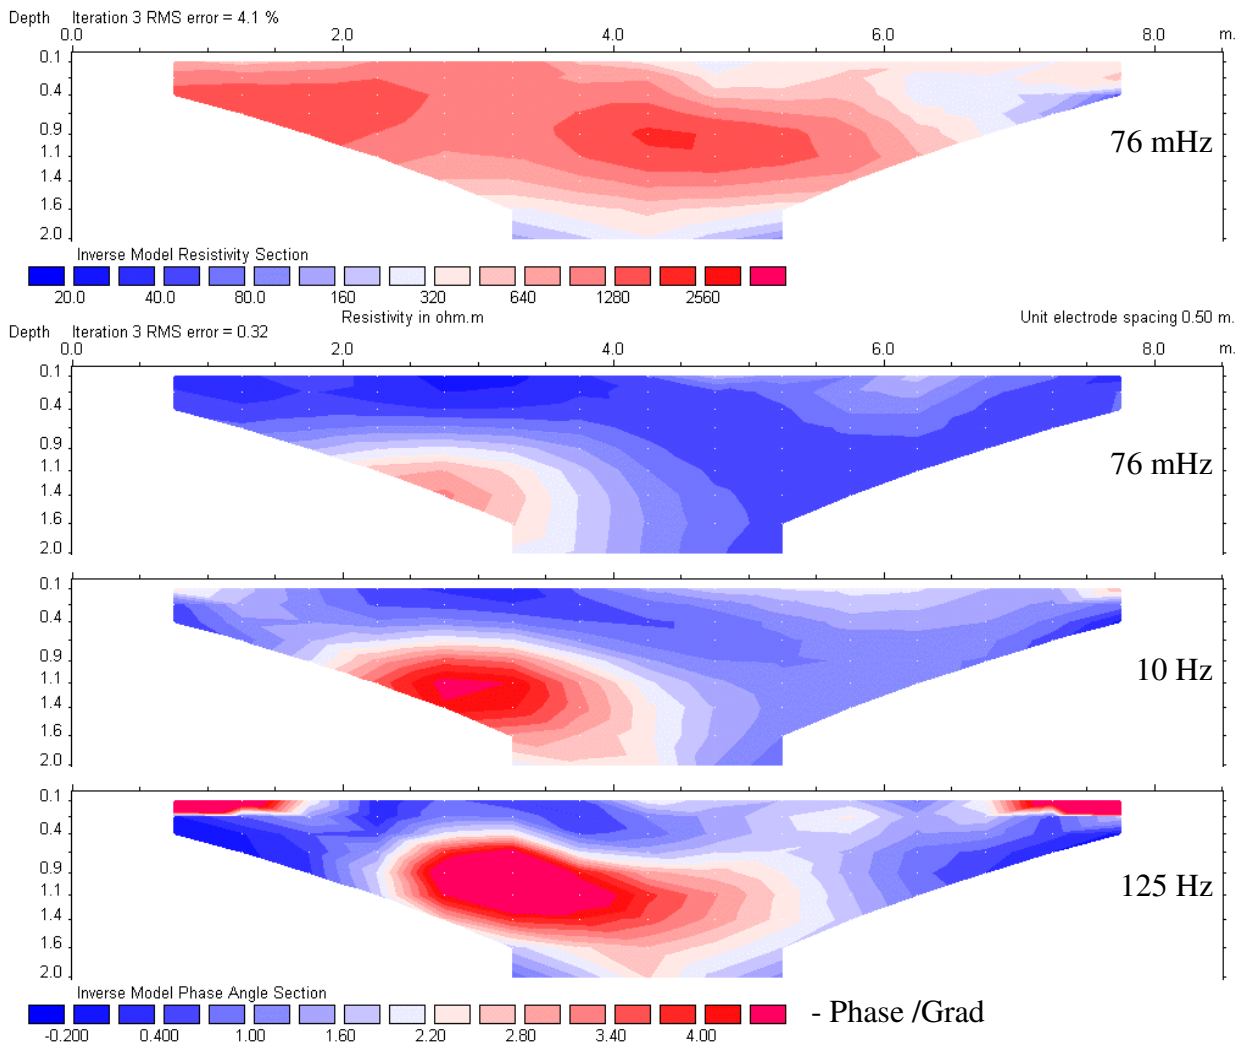 Depth Iteration 3 RMS error = 4.1 %
0.0 2.0 4.0 6.0 8.0 m.
0.1
0.4
0.9
1.1
1.4
1.6
2.0
76 mHz
Inverse Model Resistivity Section
20.0 40.0 80.0 160 320 640 1280 2560
Resistivity in ohm.m Unit electrode spacing 0.50 m.
Depth Iteration 3 RMS error = 0.32
0.0 2.0 4.0 6.0 8.0 m.
0.1
0.4
0.9
1.1
1.4
1.6
2.0
76 mHz
0.1
0.4
0.9
1.1
1.4
1.6
2.0
10 Hz
0.1
0.4
0.9
1.1
1.4
1.6
2.0
125 Hz
Inverse Model Phase Angle Section
- Phase /Grad
-0.200 0.400 1.00 1.60 2.20 2.80 3.40 4.00